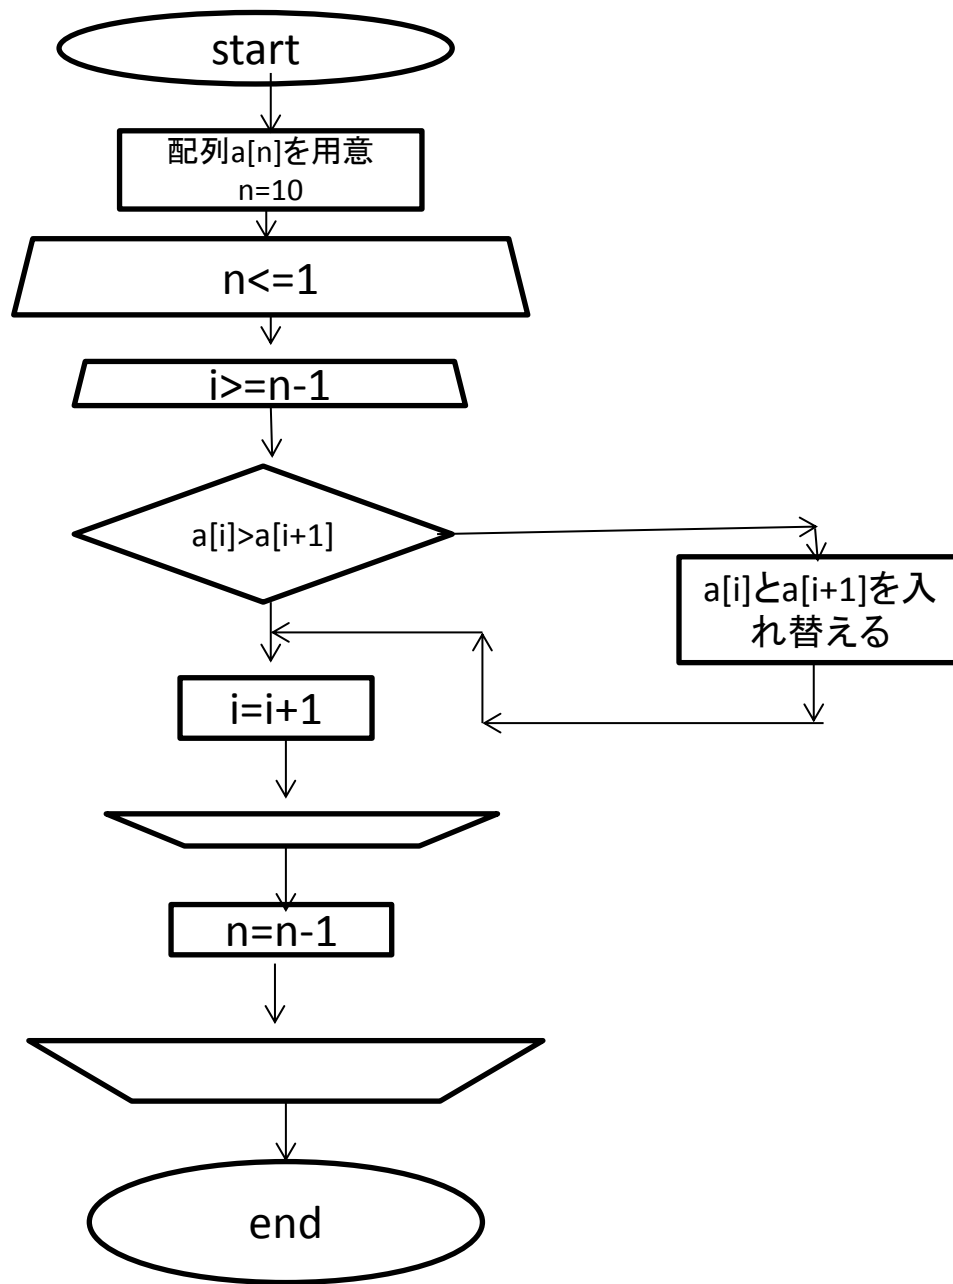 start
配列a[n]を用意
n=10
n<=1
i>=n-1
a[i]>a[i+1]
a[i]とa[i+1]を入
れ替える
i=i+1
n=n-1
end